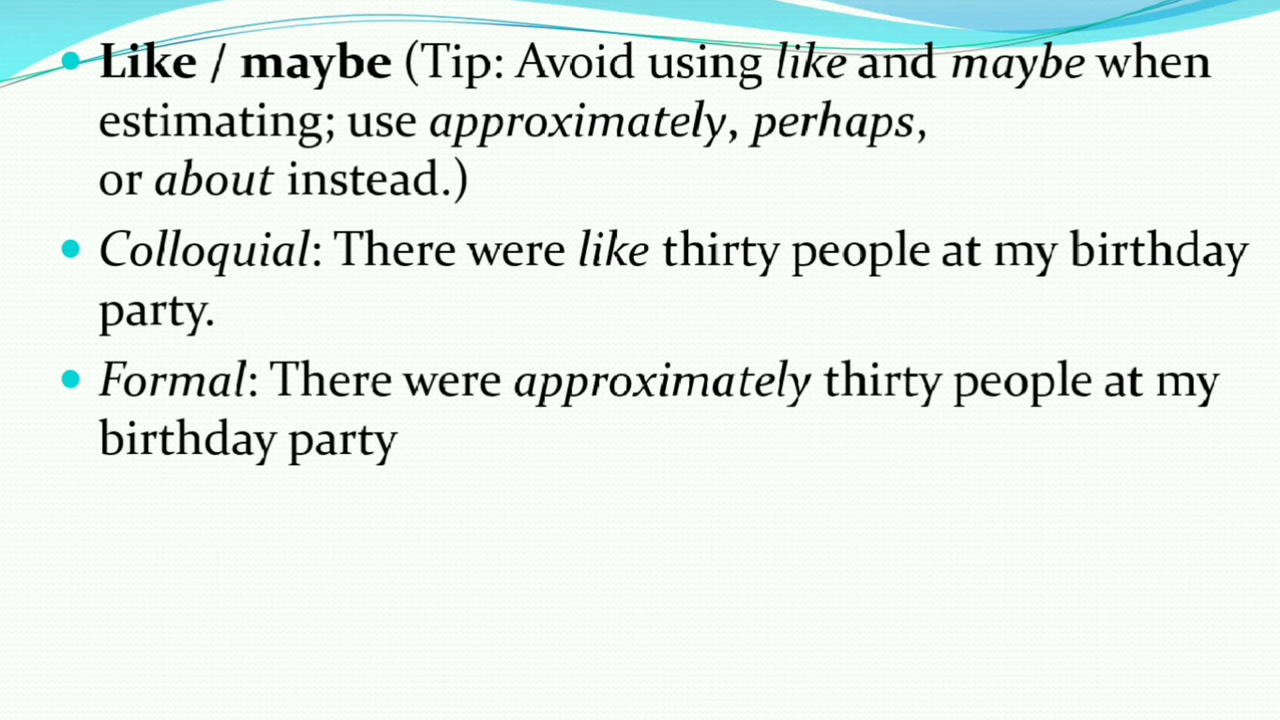 • Like / maybe (Tip: Avoid using like and maybe when
estimating; use approximately, perhaps,
or about instead.)
• Colloquial: There were like thirty people at my birthday
party.
• Formal: There were approximately thirty people at my
birthday party